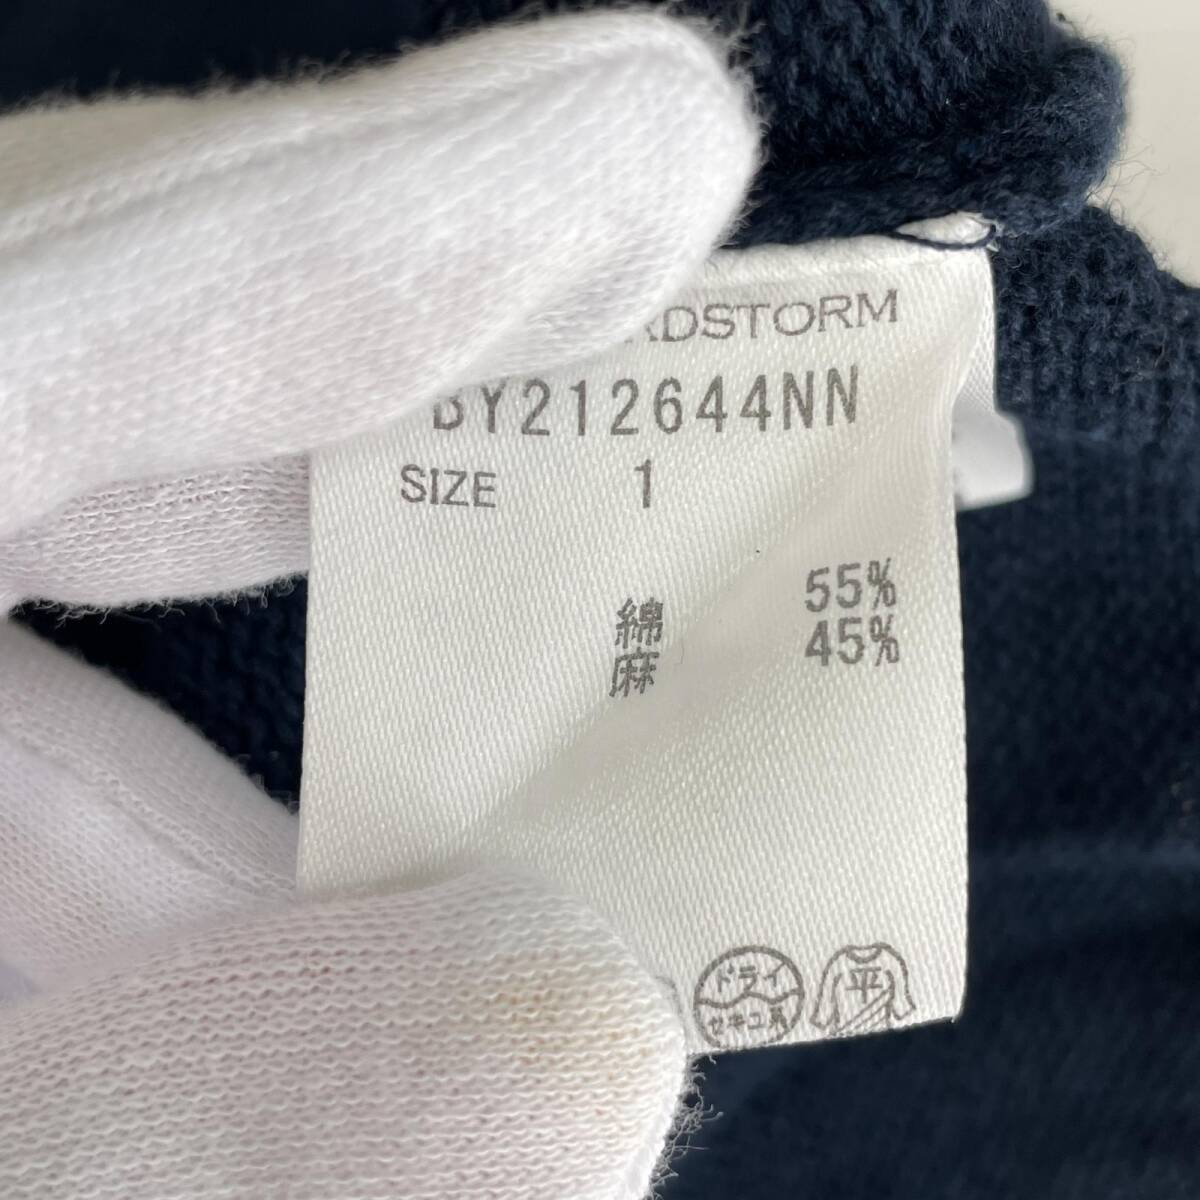 RDSTORM
BY212644NN
SIZE 1
綿 55%
麻 45%
ドライ 平
セキユ系